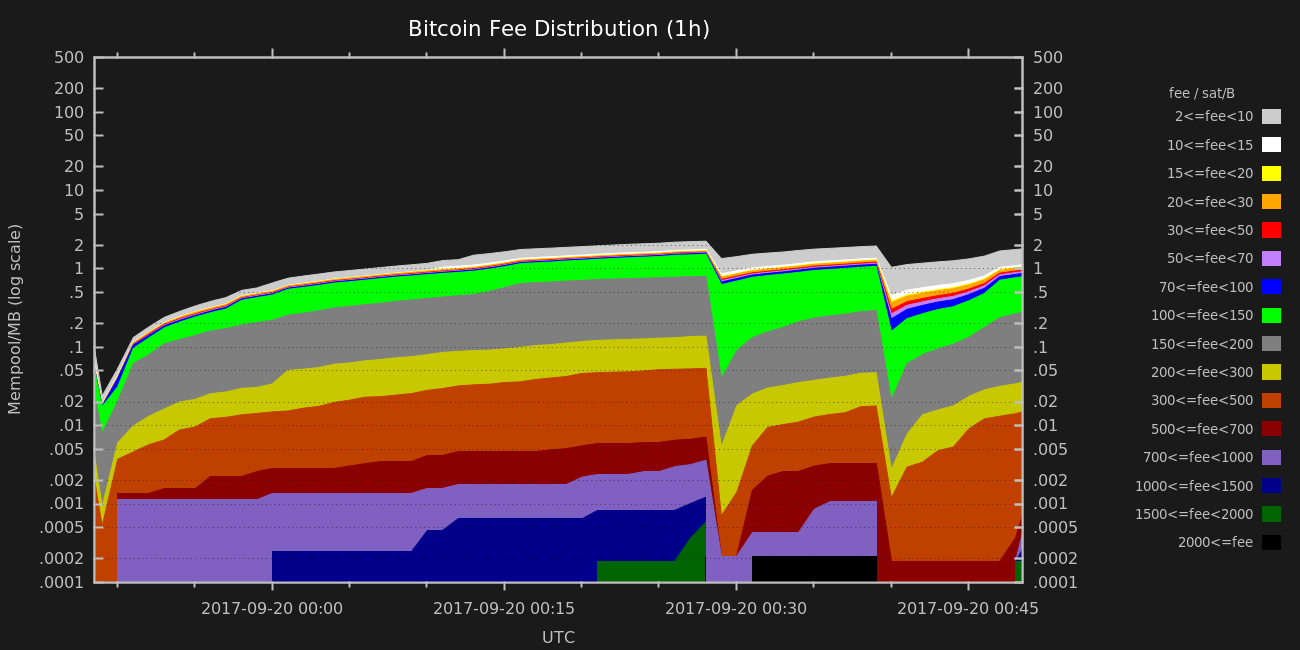 Bitcoin Fee Distribution (1h)
Mempool/MB (log scale)
500
200
100
50
20
10
5
2
1
.5
.2
.1
.05
.02
.01
.005
.002
.001
.0005
.0002
.0001
500
200
100
50
20
10
5
2
1
.5
.2
.1
.05
.02
.01
.005
.002
.001
.0005
.0002
.0001
2017-09-20 00:00
2017-09-20 00:15
2017-09-20 00:30
2017-09-20 00:45
UTC
fee / sat/B
2<=fee<10
10<=fee<15
15<=fee<20
20<=fee<30
30<=fee<50
50<=fee<70
70<=fee<100
100<=fee<150
150<=fee<200
200<=fee<300
300<=fee<500
500<=fee<700
700<=fee<1000
1000<=fee<1500
1500<=fee<2000
2000<=fee